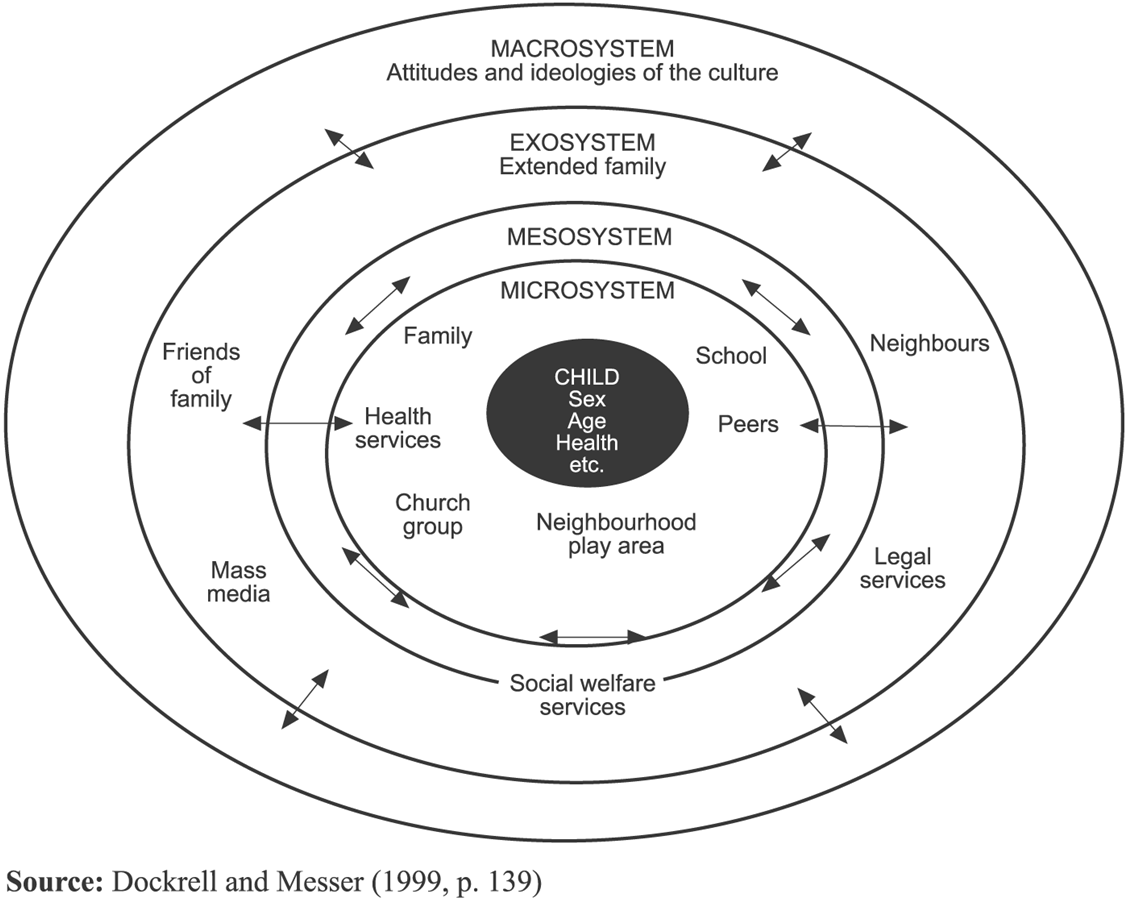 MACROSYSTEM
Attitudes and ideologies of the culture
EXOSYSTEM
Extended family
MESOSYSTEM
MICROSYSTEM
Family
School
Neighbours
Friends
of
family
CHILD
Sex
Age
Health
etc.
Health
services
Peers
Church
group
Neighbourhood
play area
Mass
media
Legal
services
Social welfare
services
Source: Dockrell and Messer (1999, p. 139)